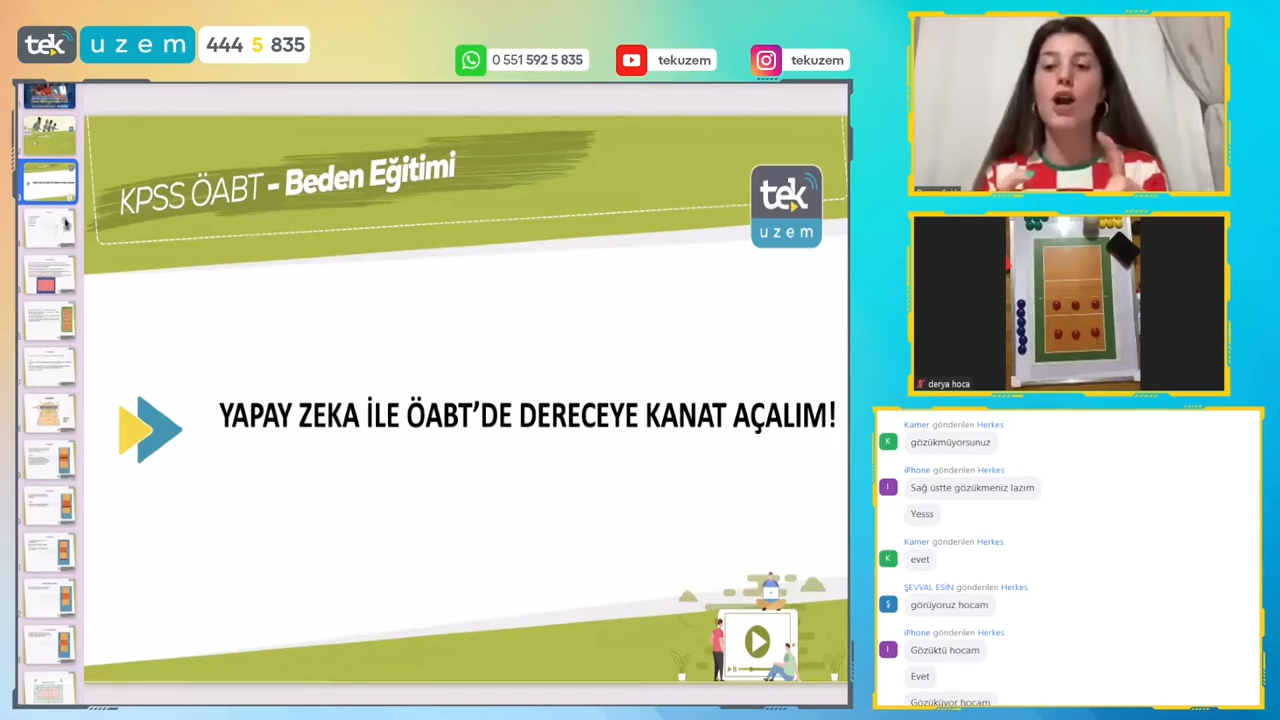 tek
uzem
444 5 835
0 551 592 5 835
tekuzem
tekuzem
KPSS ÖABT - Beden Eğitimi
tek
uzem
YAPAY ZEKA İLE ÖABT'DE DERECEYE KANAT AÇALIM!
derya hoca
Kamer gönderilen Herkes
K
gözükmüyorsunuz
iPhone gönderilen Herkes
I
Sağ üstte gözükmeniz lazım
Yesss
Kamer gönderilen Herkes
K
evet
ŞEVVAL ESİN gönderilen Herkes
Ş
görüyoruz hocam
iPhone gönderilen Herkes
I
Gözüktü hocam
Evet
Gözüküyor hocam